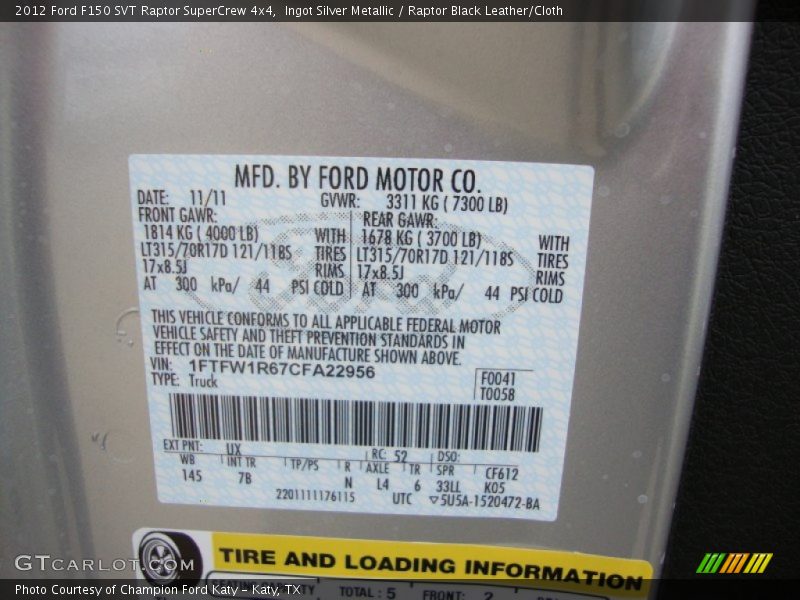 2012 Ford F150 SVT Raptor SuperCrew 4x4,  Ingot Silver Metallic / Raptor Black Leather/Cloth
MFD. BY FORD MOTOR CO.
DATE: 11/11 GVWR: 3311 KG ( 7300 LB)
FRONT GAWR: REAR GAWR:
1814 KG ( 4000 LB) WITH 1678 KG ( 3700 LB) WITH
LT315/70R17D 121/118S TIRES LT315/70R17D 121/118S TIRES
17x8.5J RIMS 17x8.5J RIMS
AT 300 kPa/ 44 PSI COLD AT 300 kPa/ 44 PSI COLD
THIS VEHICLE CONFORMS TO ALL APPLICABLE FEDERAL MOTOR
VEHICLE SAFETY AND THEFT PREVENTION STANDARDS IN
EFFECT ON THE DATE OF MANUFACTURE SHOWN ABOVE.
VIN: 1FTFW1R67CFA22956
TYPE: Truck
F0041
T0058
EXT PNT: UX RC: 52 DSO:
WB INT TR TP/PS R AXLE TR SPR CF612
145 7B N L4 6 33LL K05
2201111176115 UTC ▽5U5A-1520472-BA
TIRE AND LOADING INFORMATION
SEATING CAPACITY TOTAL : 5 FRONT: 2
GTCARLOT.COM
Photo Courtesy of Champion Ford Katy – Katy, TX